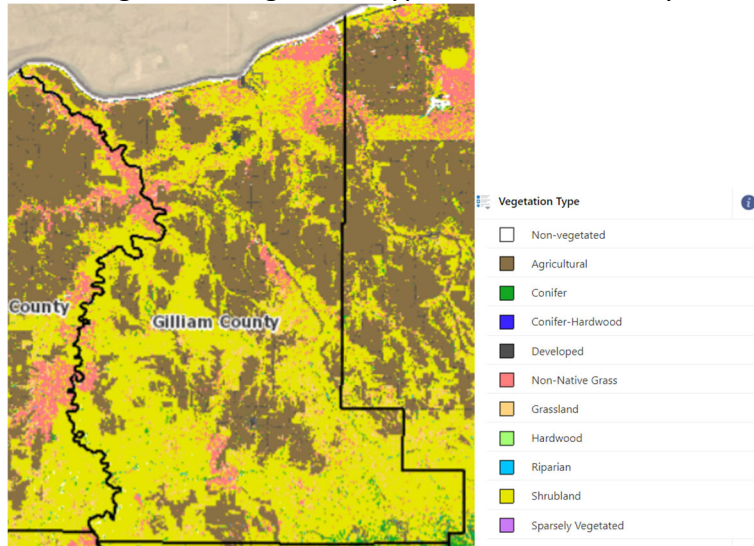 County
Gilliam County
Vegetation Type
Non-vegetated
Agricultural
Conifer
Conifer-Hardwood
Developed
Non-Native Grass
Grassland
Hardwood
Riparian
Shrubland
Sparsely Vegetated